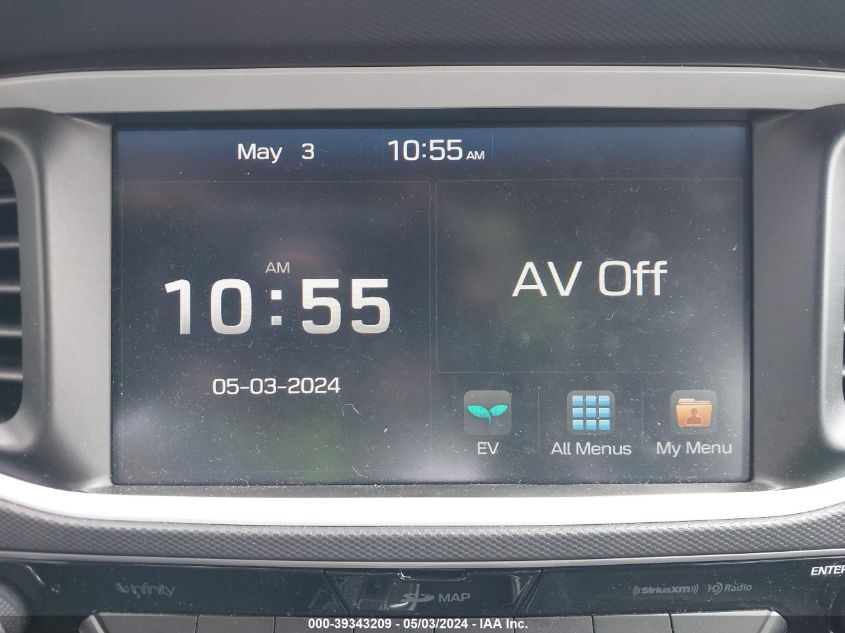 May 3 10:55 AM
AM
10:55
05-03-2024
AV Off
EV All Menus My Menu
infinity MAP ((SiriusXM)) HD Radio ENTER
000-39343209 - 05/03/2024 - IAA Inc.